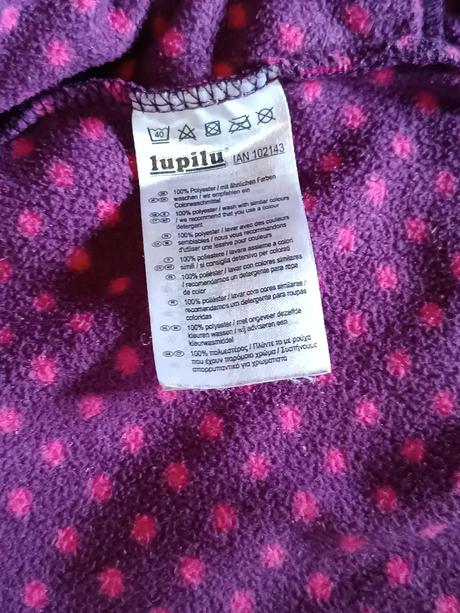 40
lupilu® IAN 102143
100% Polyester / mit ähnlichen Farben
waschen / wir empfehlen ein
Colorwaschmittel
100% polyester / wash with similar colours
/ we recommend that you use a colour
detergent
100% polyester / laver avec des couleurs
semblables / nous vous recommandons
d'utiliser une lessive pour couleurs
100% poliestere / lavare assieme a colori
simili / si consiglia detersivo per colorati
100% poliéster / lavar con colores similares
/ recomendamos un detergente para ropa
de color
100% poliéster / lavar com cores similares /
recomendamos um detergente para roupas
coloridas
100% polyester / met ongeveer dezelfde
kleuren wassen / wij adviseren een
kleurwasmiddel
100% πολυεστέρας / Πλύντε το με ρούχα
που έχουν παρόμοιο χρώμα / Συστήνουμε
απορρυπαντικό για χρωματιστά